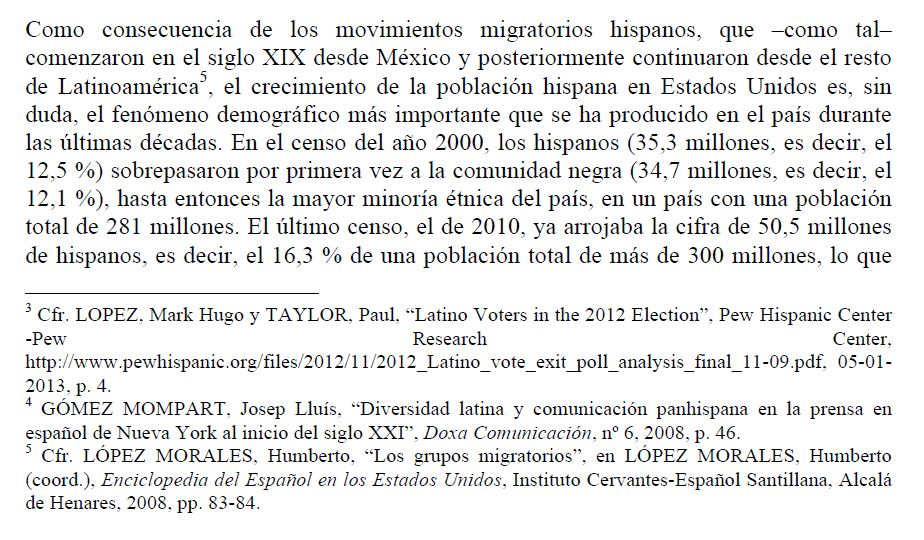 Como consecuencia de los movimientos migratorios hispanos, que –como tal–
comenzaron en el siglo XIX desde México y posteriormente continuaron desde el resto
de Latinoamérica⁵, el crecimiento de la población hispana en Estados Unidos es, sin
duda, el fenómeno demográfico más importante que se ha producido en el país durante
las últimas décadas. En el censo del año 2000, los hispanos (35,3 millones, es decir, el
12,5 %) sobrepasaron por primera vez a la comunidad negra (34,7 millones, es decir, el
12,1 %), hasta entonces la mayor minoría étnica del país, en un país con una población
total de 281 millones. El último censo, el de 2010, ya arrojaba la cifra de 50,5 millones
de hispanos, es decir, el 16,3 % de una población total de más de 300 millones, lo que
³ Cfr. LOPEZ, Mark Hugo y TAYLOR, Paul, “Latino Voters in the 2012 Election”, Pew Hispanic Center
-Pew Research Center,
http://www.pewhispanic.org/files/2012/11/2012_Latino_vote_exit_poll_analysis_final_11-09.pdf, 05-01-
2013, p. 4.
⁴ GÓMEZ MOMPART, Josep Lluís, “Diversidad latina y comunicación panhispana en la prensa en
español de Nueva York al inicio del siglo XXI”, Doxa Comunicación, nº 6, 2008, p. 46.
⁵ Cfr. LÓPEZ MORALES, Humberto, “Los grupos migratorios”, en LÓPEZ MORALES, Humberto
(coord.), Enciclopedia del Español en los Estados Unidos, Instituto Cervantes-Español Santillana, Alcalá
de Henares, 2008, pp. 83-84.